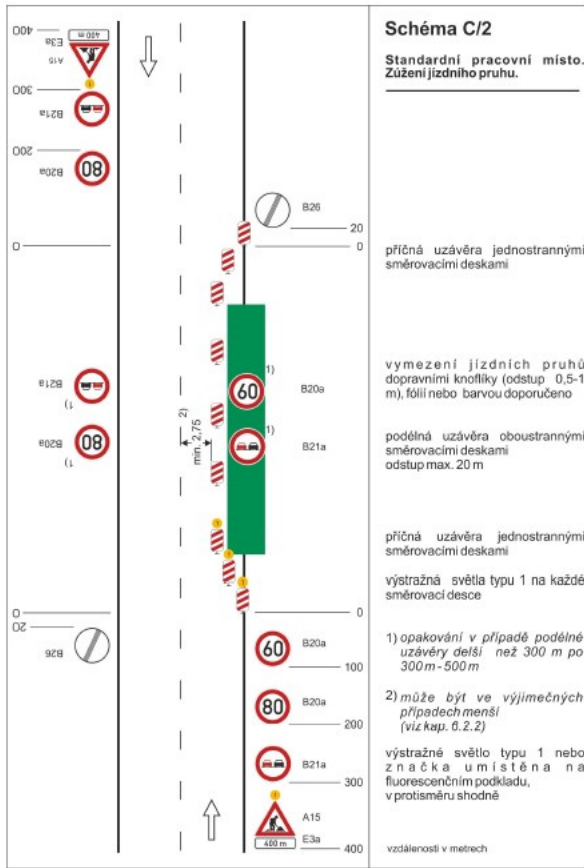 Schéma C/2
Standardní pracovní místo.
Zúžení jízdního pruhu.
400
400 m
E3a
A15
300
B21a
200
80
B20a
0
B26
20
0
příčná uzávěra jednostrannými
směrovacími deskami
vymezení jízdních pruhů
dopravními knoflíky (odstup 0,5-1
m), fólií nebo barvou doporučeno
1)
60
B20a
B21a
1)
2)
min. 2,75
1)
B21a
podélná uzávěra oboustrannými
směrovacími deskami
odstup max. 20 m
80
B20a
1)
příčná uzávěra jednostrannými
směrovacími deskami
výstražná světla typu 1 na každé
směrovací desce
0
20
B26
0
60
B20a
100
80
B20a
200
B21a
300
A15
E3a
400 m
400
1) opakování v případě podélné
uzávěry delší než 300 m po
300 m - 500 m
2) může být ve výjimečných
případech menší
(viz kap. 6.2.2)
výstražné světlo typu 1 nebo
značka umístěna na
fluorescenčním podkladu,
v protisměru shodně
vzdálenosti v metrech